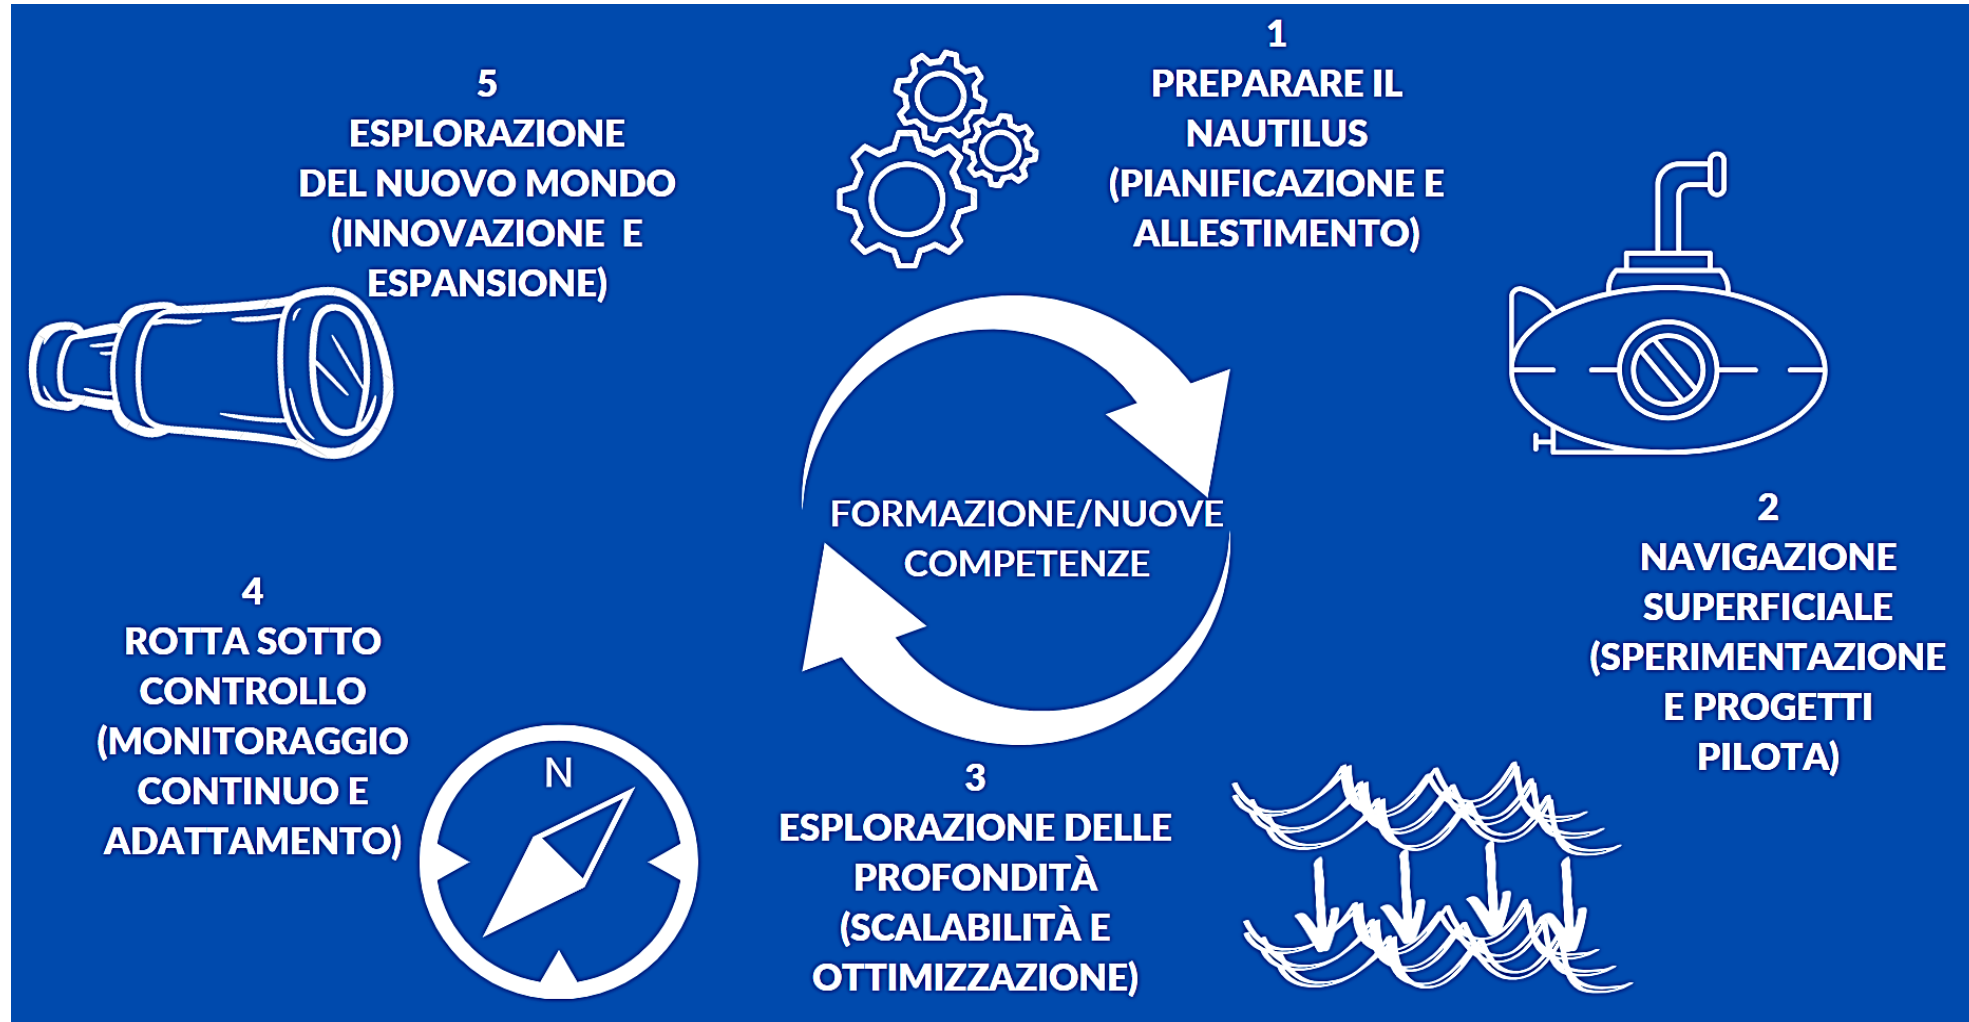 1
PREPARARE IL
NAUTILUS
(PIANIFICAZIONE E
ALLESTIMENTO)
2
NAVIGAZIONE
SUPERFICIALE
(SPERIMENTAZIONE
E PROGETTI
PILOTA)
3
ESPLORAZIONE DELLE
PROFONDITÀ
(SCALABILITÀ E
OTTIMIZZAZIONE)
4
ROTTA SOTTO
CONTROLLO
(MONITORAGGIO
CONTINUO E
ADATTAMENTO)
N
5
ESPLORAZIONE
DEL NUOVO MONDO
(INNOVAZIONE E
ESPANSIONE)
FORMAZIONE/NUOVE
COMPETENZE